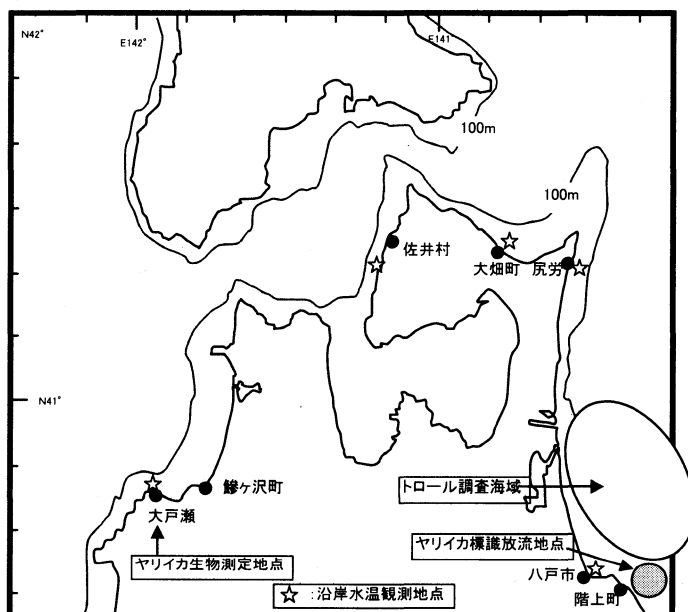 N42°
E142°
E141
100m
100m
佐井村
大畑町
尻労
N41°
トロール調査海域
鰺ヶ沢町
大戸瀬
ヤリイカ標識放流地点
ヤリイカ生物測定地点
八戸市
階上町
☆ :沿岸水温観測地点